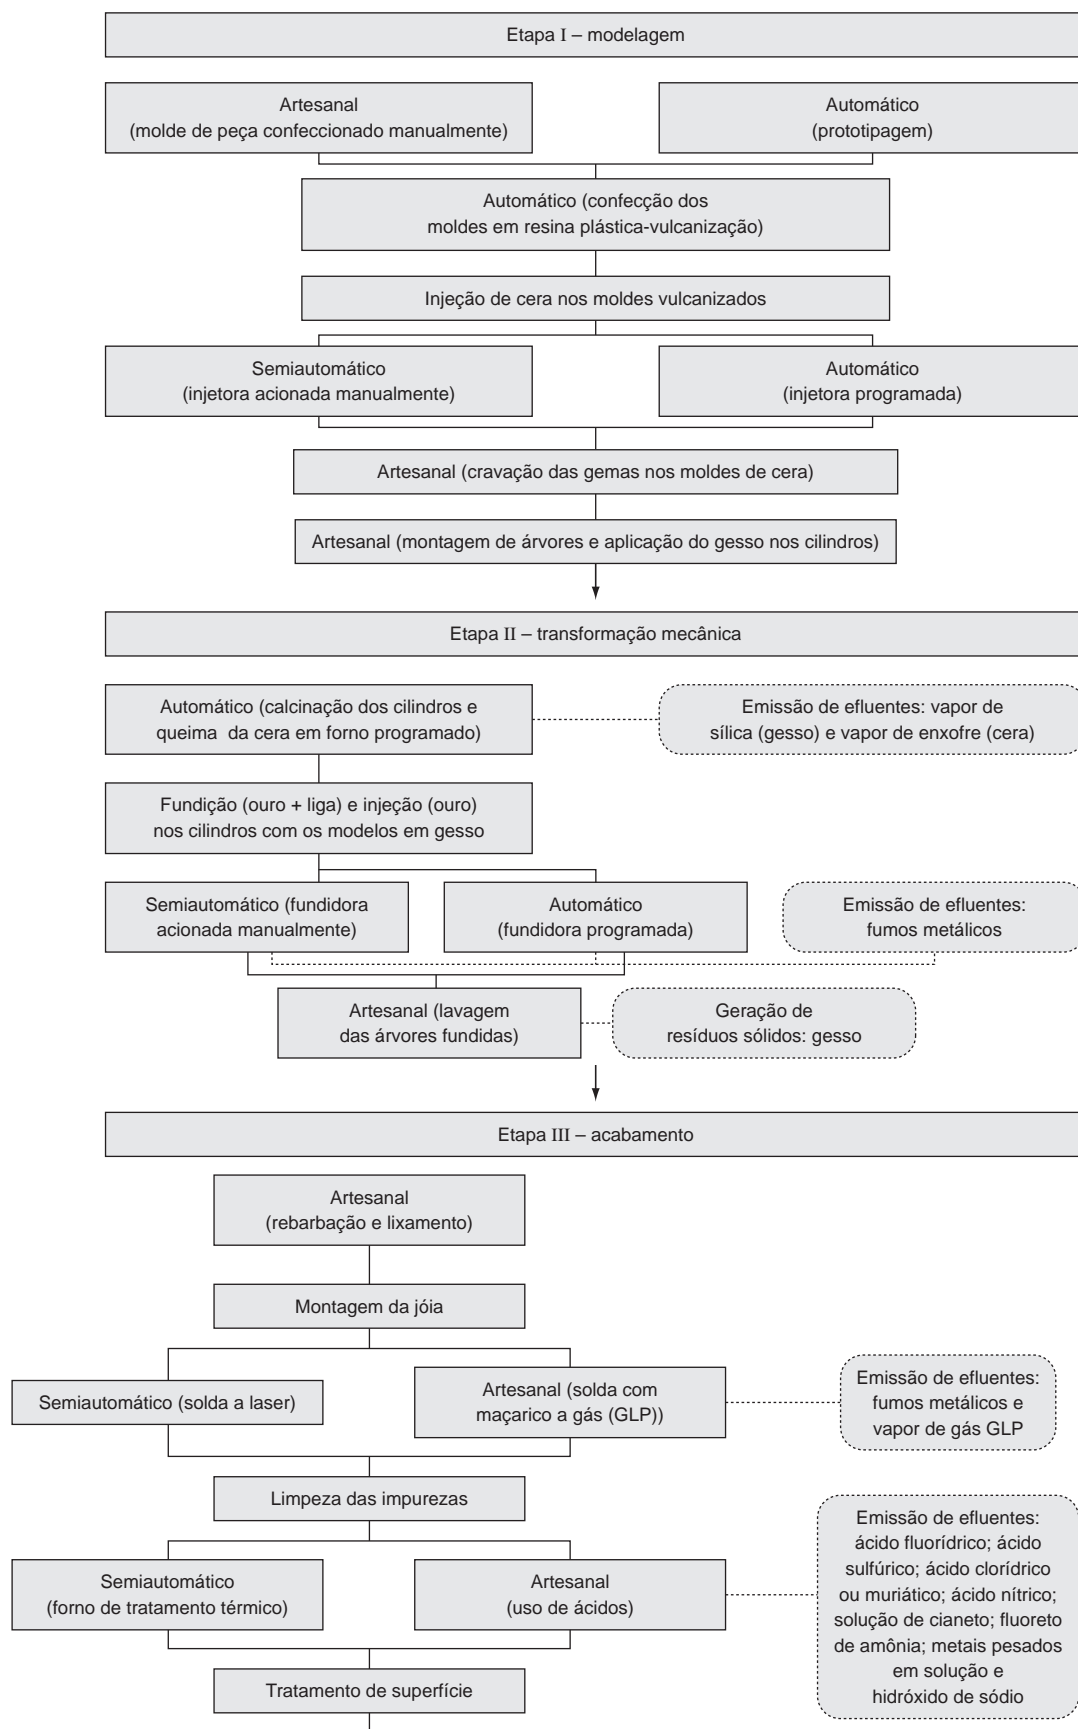 Etapa I – modelagem
Artesanal
(molde de peça confeccionado manualmente)
Automático
(prototipagem)
Automático (confecção dos
moldes em resina plástica-vulcanização)
Injeção de cera nos moldes vulcanizados
Semiautomático
(injetora acionada manualmente)
Automático
(injetora programada)
Artesanal (cravação das gemas nos moldes de cera)
Artesanal (montagem de árvores e aplicação do gesso nos cilindros)
Etapa II – transformação mecânica
Automático (calcinação dos cilindros e
queima da cera em forno programado)
Emissão de efluentes: vapor de
sílica (gesso) e vapor de enxofre (cera)
Fundição (ouro + liga) e injeção (ouro)
nos cilindros com os modelos em gesso
Semiautomático (fundidora
acionada manualmente)
Automático
(fundidora programada)
Emissão de efluentes:
fumos metálicos
Artesanal (lavagem
das árvores fundidas)
Geração de
resíduos sólidos: gesso
Etapa III – acabamento
Artesanal
(rebarbação e lixamento)
Montagem da jóia
Semiautomático (solda a laser)
Artesanal (solda com
maçarico a gás (GLP))
Emissão de efluentes:
fumos metálicos e
vapor de gás GLP
Limpeza das impurezas
Semiautomático
(forno de tratamento térmico)
Artesanal
(uso de ácidos)
Emissão de efluentes:
ácido fluorídrico; ácido
sulfúrico; ácido clorídrico
ou muriático; ácido nítrico;
solução de cianeto; fluoreto
de amônia; metais pesados
em solução e
hidróxido de sódio
Tratamento de superfície